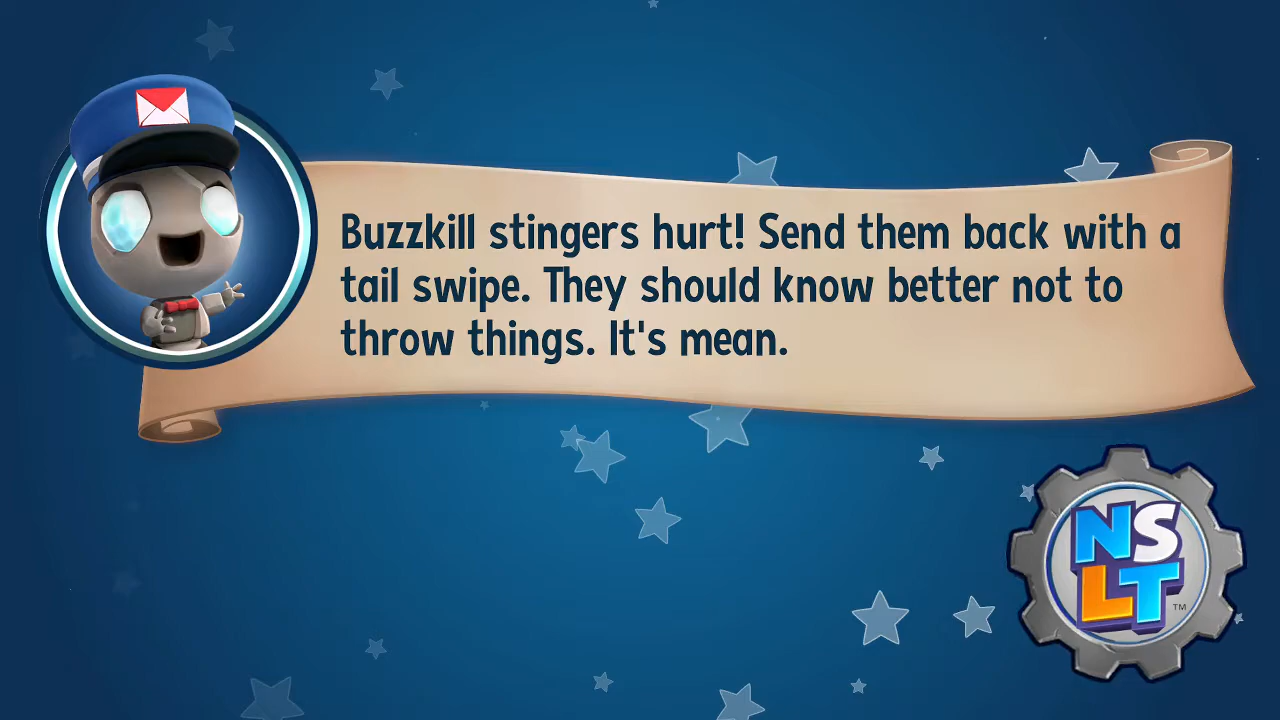 Buzzkill stingers hurt! Send them back with a
tail swipe. They should know better not to
throw things. It's mean.
NS
LT
TM